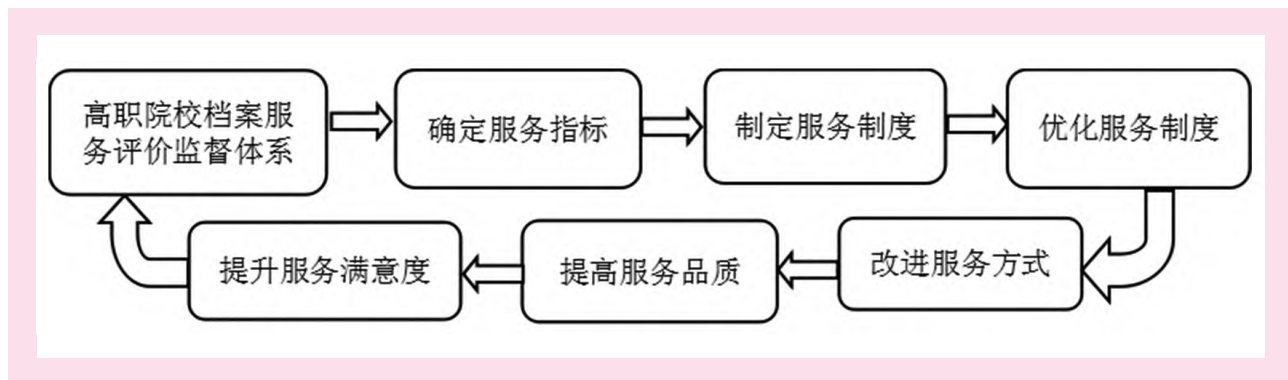 高职院校档案服
务评价监督体系
确定服务指标
制定服务制度
优化服务制度
改进服务方式
提高服务品质
提升服务满意度